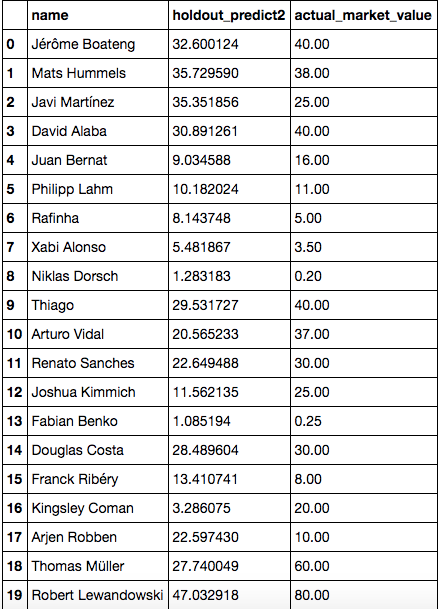 name holdout_predict2 actual_market_value
0 Jérôme Boateng 32.600124 40.00
1 Mats Hummels 35.729590 38.00
2 Javi Martínez 35.351856 25.00
3 David Alaba 30.891261 40.00
4 Juan Bernat 9.034588 16.00
5 Philipp Lahm 10.182024 11.00
6 Rafinha 8.143748 5.00
7 Xabi Alonso 5.481867 3.50
8 Niklas Dorsch 1.283183 0.20
9 Thiago 29.531727 40.00
10 Arturo Vidal 20.565233 37.00
11 Renato Sanches 22.649488 30.00
12 Joshua Kimmich 11.562135 25.00
13 Fabian Benko 1.085194 0.25
14 Douglas Costa 28.489604 30.00
15 Franck Ribéry 13.410741 8.00
16 Kingsley Coman 3.286075 20.00
17 Arjen Robben 22.597430 10.00
18 Thomas Müller 27.740049 60.00
19 Robert Lewandowski 47.032918 80.00